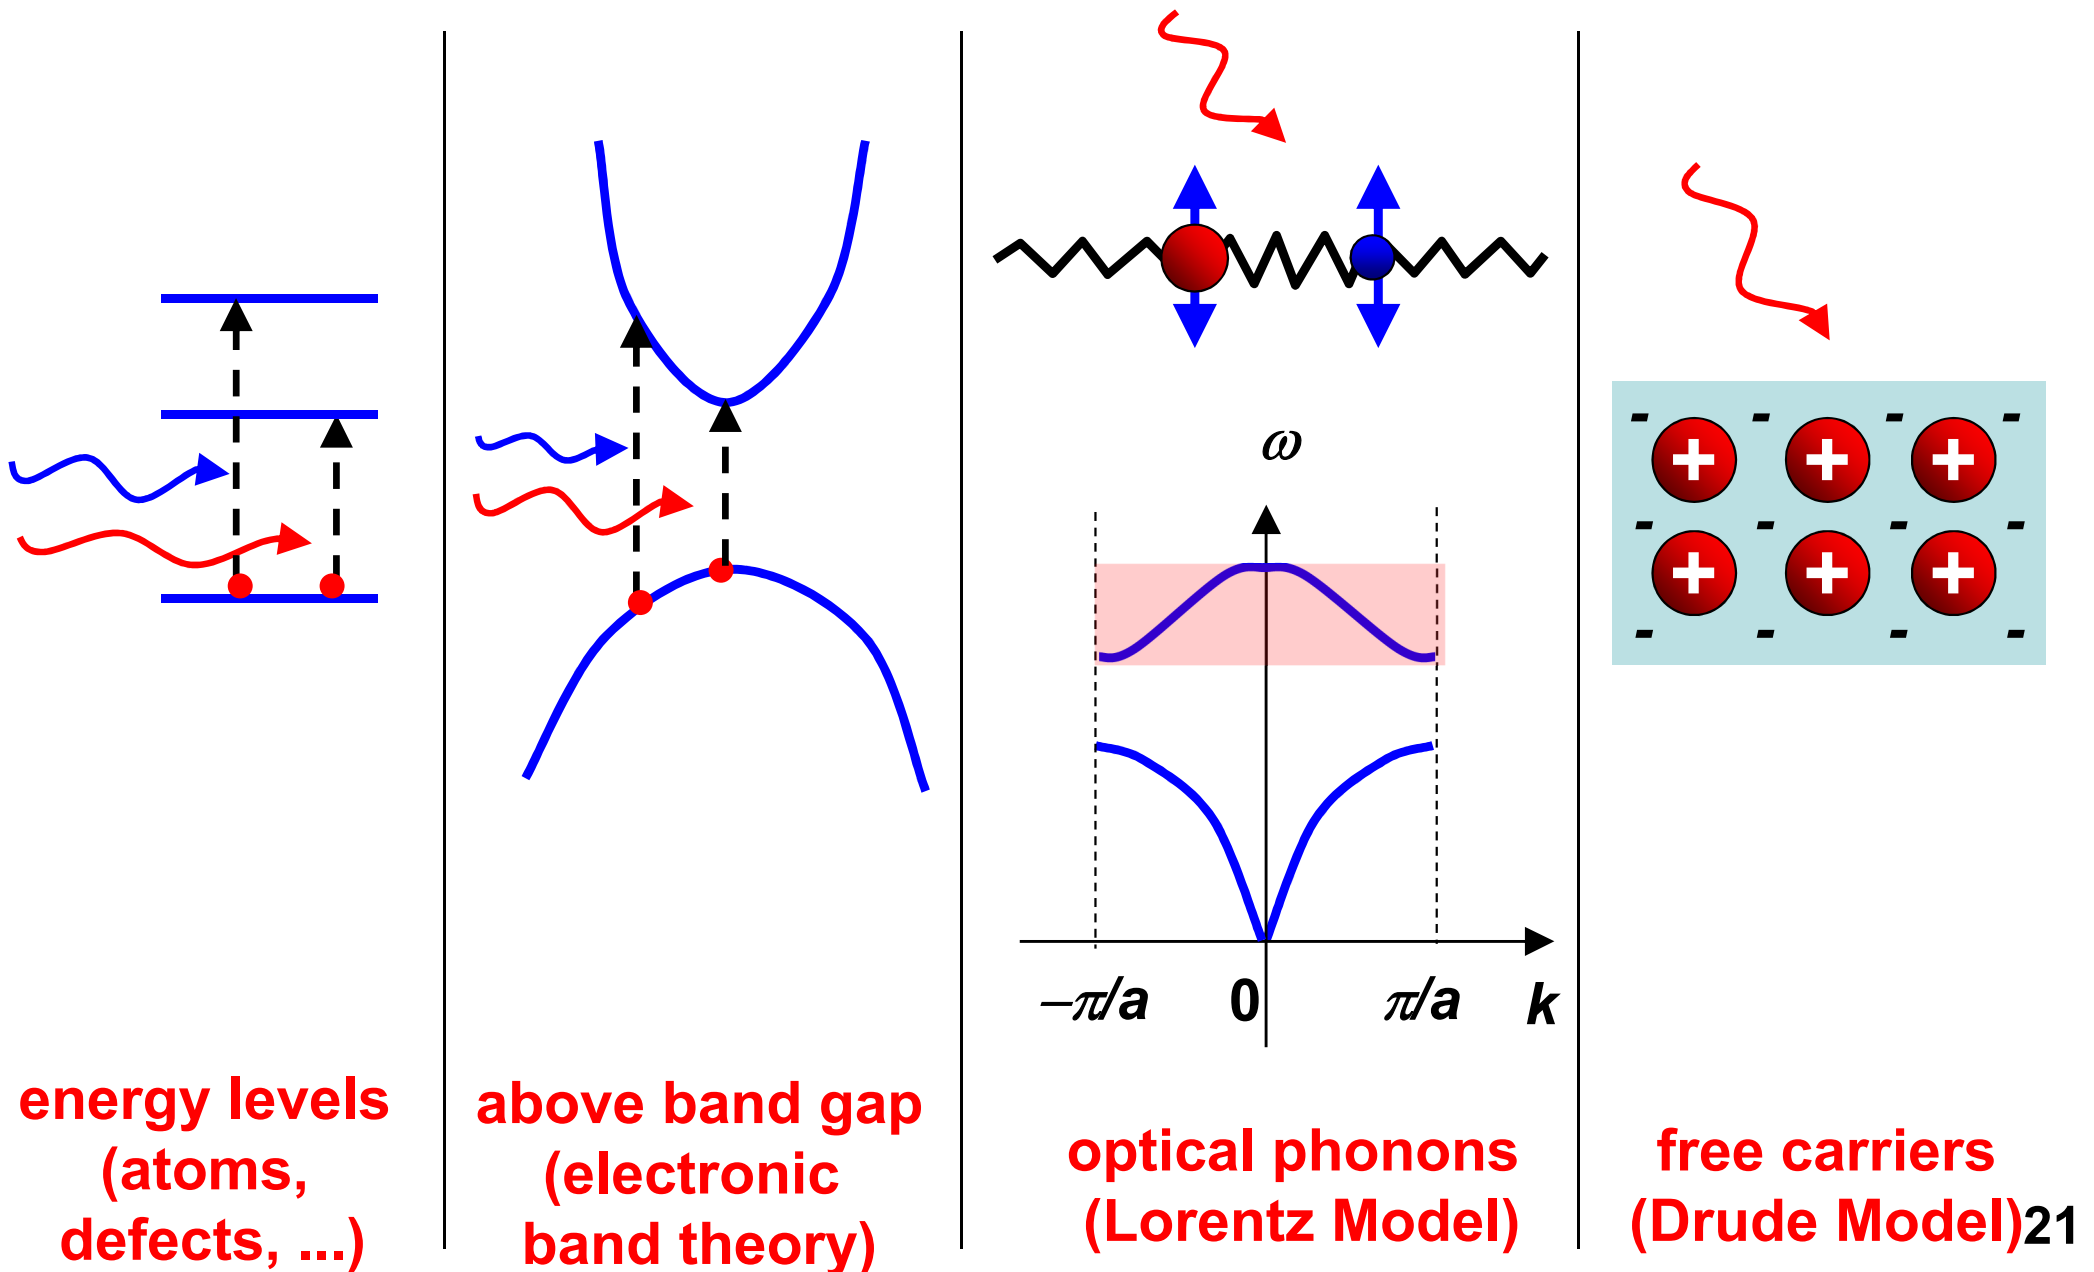 ω
−π/a
0
π/a
k
- - - -
+ + +
- - - -
+ + +
- - - -
energy levels
(atoms,
defects, ...)
above band gap
(electronic
band theory)
optical phonons
(Lorentz Model)
free carriers
(Drude Model)
21